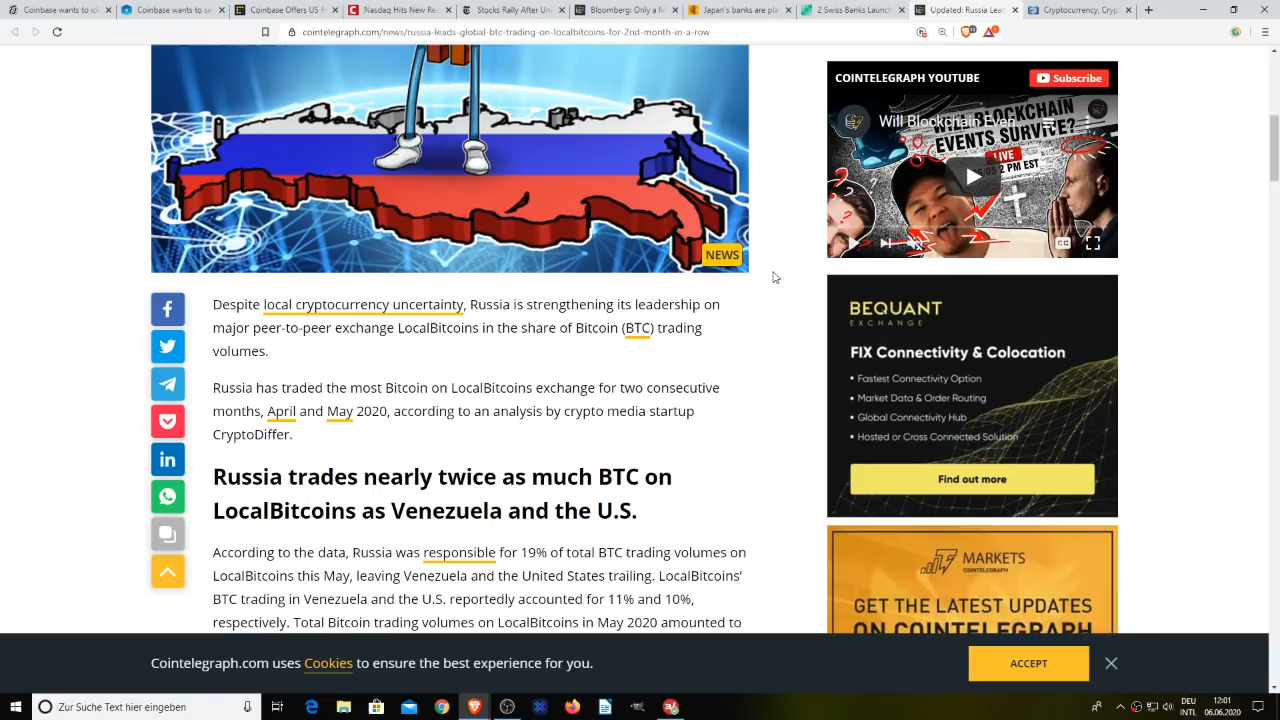 Coinbase wants to
Coinbase Offers US
New York Times w
Stocks Rally After U
Bloomberg: Only a M
Japan's largest
2 Swiss Banks Launch
Updated: Russia Lea
Cryptocurrency, Cryp
cointelegraph.com/news/russia-leads-global-btc-trading-on-localbitcoins-for-2nd-month-in-a-row
COINTELEGRAPH YOUTUBE
Subscribe
Will Blockchain Even...
BLOCKCHAIN
EVENTS SURVIVE?
LIVE
2 PM EST
CC
NEWS
Despite local cryptocurrency uncertainty, Russia is strengthening its leadership on
major peer-to-peer exchange LocalBitcoins in the share of Bitcoin (BTC) trading
volumes.
Russia has traded the most Bitcoin on LocalBitcoins exchange for two consecutive
months, April and May 2020, according to an analysis by crypto media startup
CryptoDiffer.
Russia trades nearly twice as much BTC on
LocalBitcoins as Venezuela and the U.S.
According to the data, Russia was responsible for 19% of total BTC trading volumes on
LocalBitcoins this May, leaving Venezuela and the United States trailing. LocalBitcoins'
BTC trading in Venezuela and the U.S. reportedly accounted for 11% and 10%,
respectively. Total Bitcoin trading volumes on LocalBitcoins in May 2020 amounted to
BEQUANT
EXCHANGE
FIX Connectivity & Colocation
Fastest Connectivity Option
Market Data & Order Routing
Global Connectivity Hub
Hosted or Cross Connected Solution
Find out more
MARKETS
COINTELEGRAPH
GET THE LATEST UPDATES
ON COINTELEGRAPH
Cointelegraph.com uses Cookies to ensure the best experience for you.
ACCEPT
Zur Suche Text hier eingeben
DEU
INTL
12:01
06.06.2020